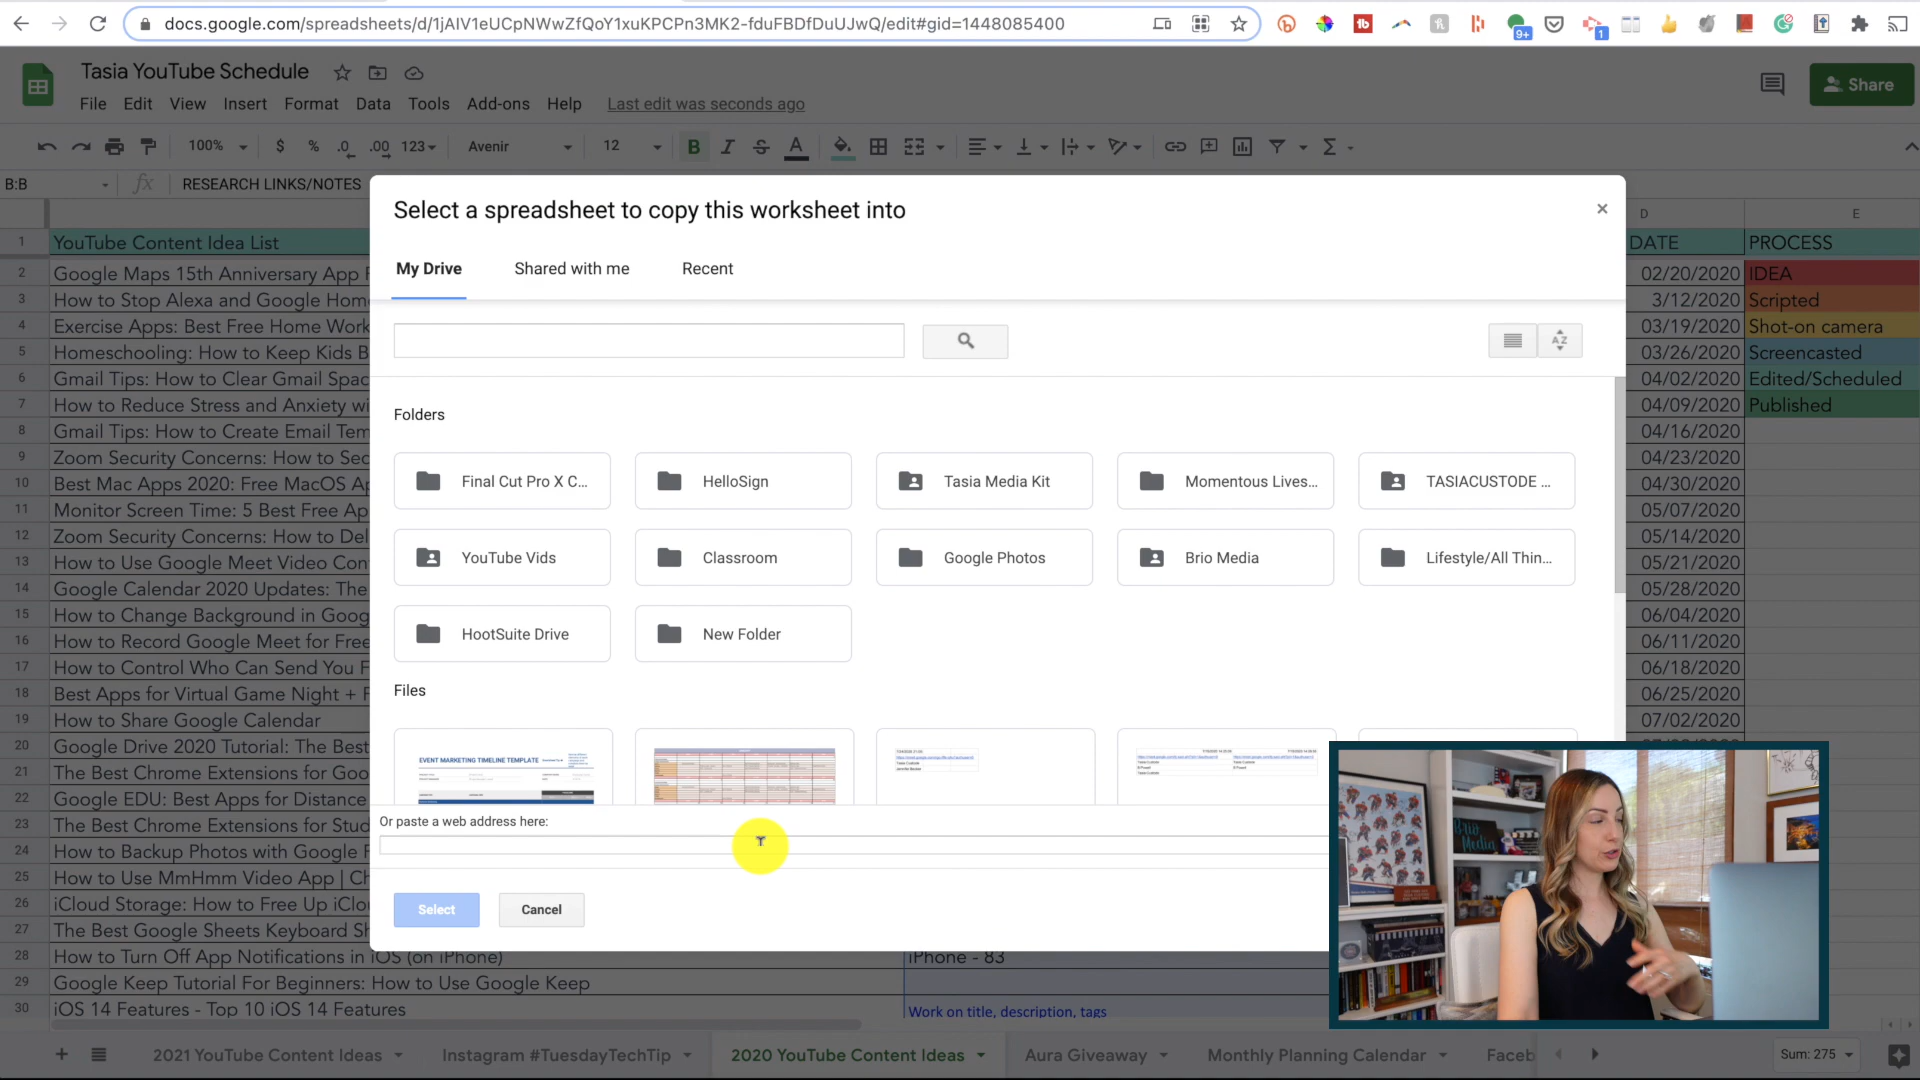 docs.google.com/spreadsheets/d/1jAIV1eUCpNWwZfQoY1xuKPCPn3MK2-fduFBDfDuUJwQ/edit#gid=1448085400
Tasia YouTube Schedule
File Edit View Insert Format Data Tools Add-ons Help Last edit was seconds ago
Share
100% $ % .0 .00 123 Avenir 12 B I S A
B:B fx RESEARCH LINKS/NOTES
Select a spreadsheet to copy this worksheet into
My Drive Shared with me Recent
Folders
Final Cut Pro X C... HelloSign Tasia Media Kit Momentous Lives... TASIACUSTODE ...
YouTube Vids Classroom Google Photos Brio Media Lifestyle/All Thin...
HootSuite Drive New Folder
Files
EVENT MARKETING TIMELINE TEMPLATE
Or paste a web address here:
Select Cancel
D E
1 YouTube Content Idea List DATE PROCESS
2 Google Maps 15th Anniversary App 02/20/2020 IDEA
3 How to Stop Alexa and Google Hom 3/12/2020 Scripted
4 Exercise Apps: Best Free Home Work 03/19/2020 Shot-on camera
5 Homeschooling: How to Keep Kids B 03/26/2020 Screencasted
6 Gmail Tips: How to Clear Gmail Spac 04/02/2020 Edited/Scheduled
7 How to Reduce Stress and Anxiety wi 04/09/2020 Published
8 Gmail Tips: How to Create Email Tem 04/16/2020
9 Zoom Security Concerns: How to Sec 04/23/2020
10 Best Mac Apps 2020: Free MacOS Ap 04/30/2020
11 Monitor Screen Time: 5 Best Free Ap 05/07/2020
12 Zoom Security Concerns: How to Del 05/14/2020
13 How to Use Google Meet Video Con 05/21/2020
14 Google Calendar 2020 Updates: The 05/28/2020
15 How to Change Background in Goog 06/04/2020
16 How to Record Google Meet for Free 06/11/2020
17 How to Control Who Can Send You F 06/18/2020
18 Best Apps for Virtual Game Night + F 06/25/2020
19 How to Share Google Calendar 07/02/2020
20 Google Drive 2020 Tutorial: The Best
21 The Best Chrome Extensions for Goo
22 Google EDU: Best Apps for Distance
23 The Best Chrome Extensions for Stud
24 How to Backup Photos with Google F
25 How to Use MmHmm Video App | Ch
26 iCloud Storage: How to Free Up iClo
27 The Best Google Sheets Keyboard Sh
28 How to Turn Off App Notifications in iOS (on iPhone) iPhone - 83
29 Google Keep Tutorial For Beginners: How to Use Google Keep
30 iOS 14 Features - Top 10 iOS 14 Features Work on title, description, tags
Brio Media
2021 YouTube Content Ideas Instagram #TuesdayTechTip 2020 YouTube Content Ideas Aura Giveaway Monthly Planning Calendar Faceb Sum: 275